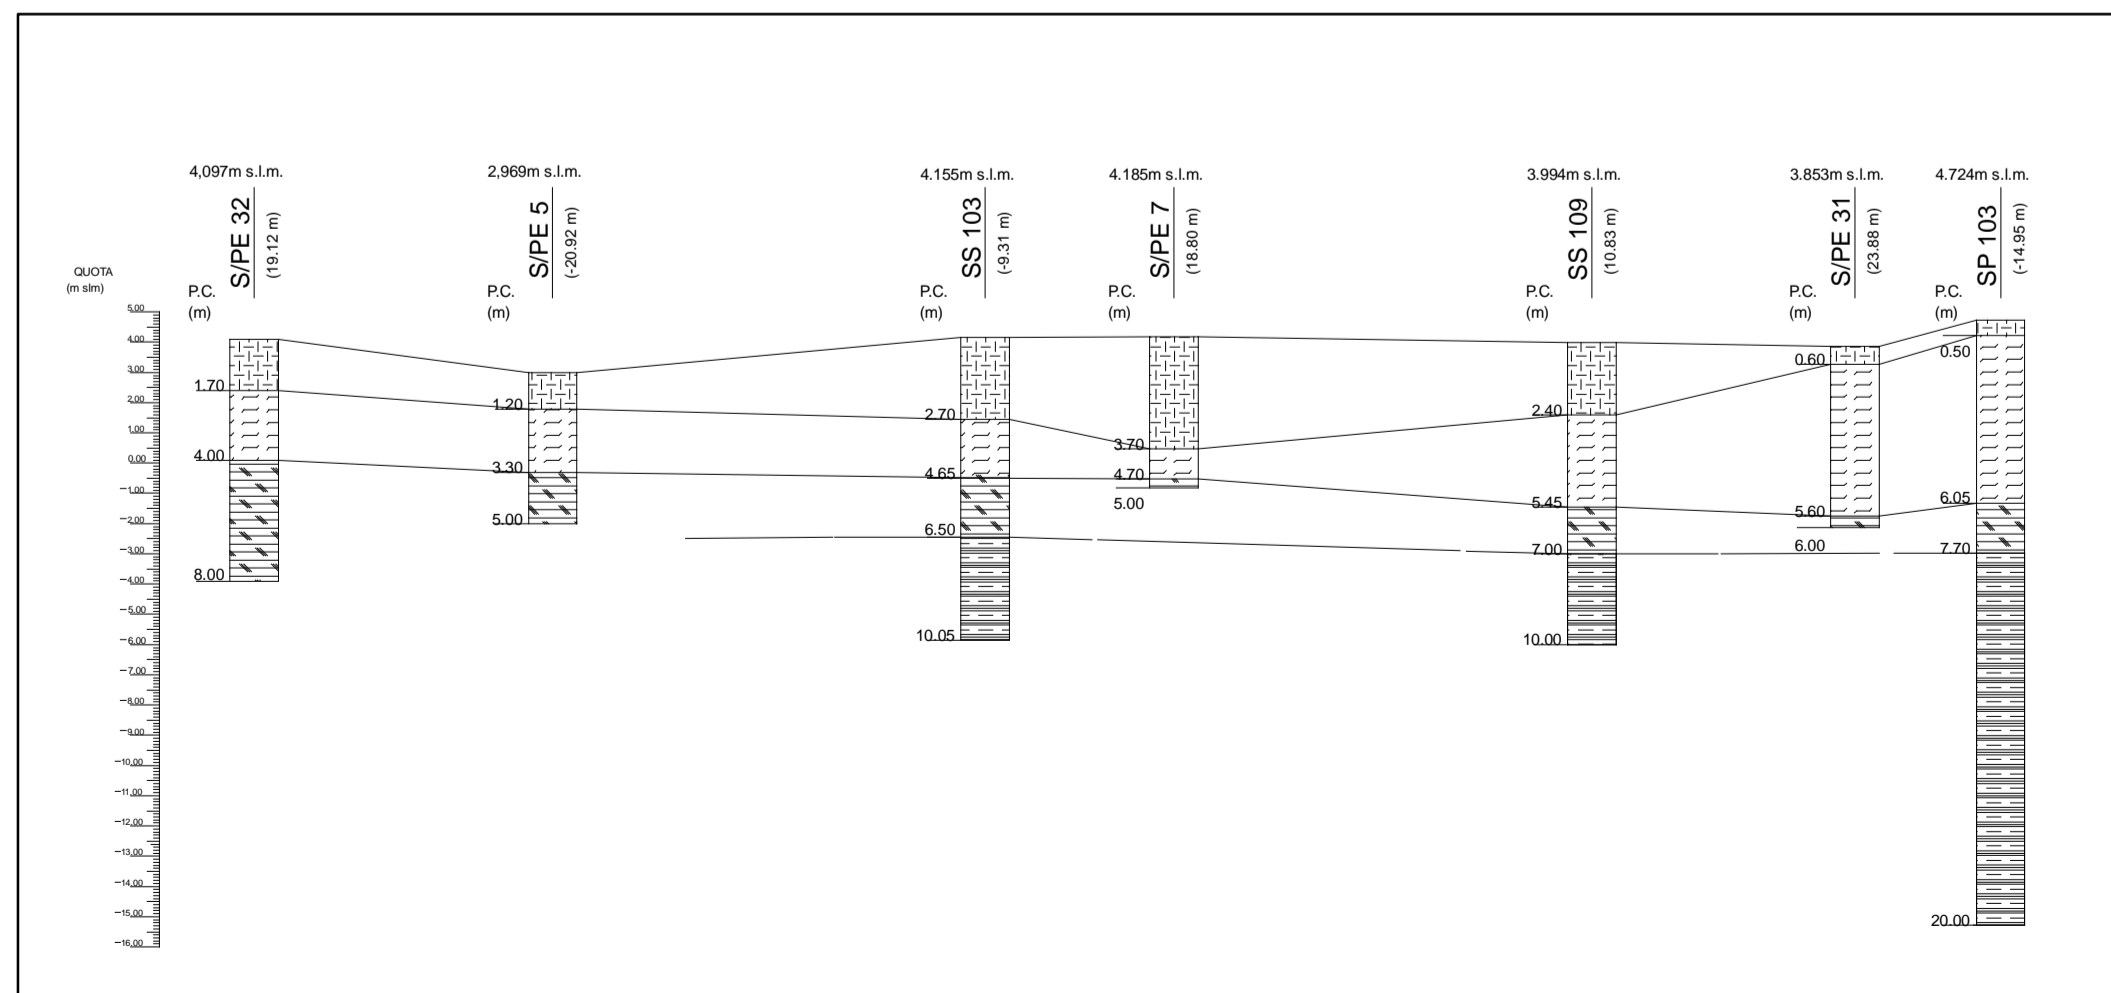 4,097m s.l.m.
S/PE 32
(19.12 m)
P.C.
(m)
1.70
4.00
8.00
2,969m s.l.m.
S/PE 5
(-20.92 m)
P.C.
(m)
1.20
3.30
5.00
4.155m s.l.m.
SS 103
(-9.31 m)
P.C.
(m)
2.70
4.65
6.50
10.05
4.185m s.l.m.
S/PE 7
(18.80 m)
P.C.
(m)
3.70
4.70
5.00
3.994m s.l.m.
SS 109
(10.83 m)
P.C.
(m)
2.40
5.45
7.00
10.00
3.853m s.l.m.
S/PE 31
(23.88 m)
P.C.
(m)
0.60
5.60
6.00
4.724m s.l.m.
SP 103
(-14.95 m)
P.C.
(m)
0.50
6.05
7.70
20.00
QUOTA
(m slm)
5.00
4.00
3.00
2.00
1.00
0.00
-1.00
-2.00
-3.00
-4.00
-5.00
-6.00
-7.00
-8.00
-9.00
-10.00
-11.00
-12.00
-13.00
-14.00
-15.00
-16.00